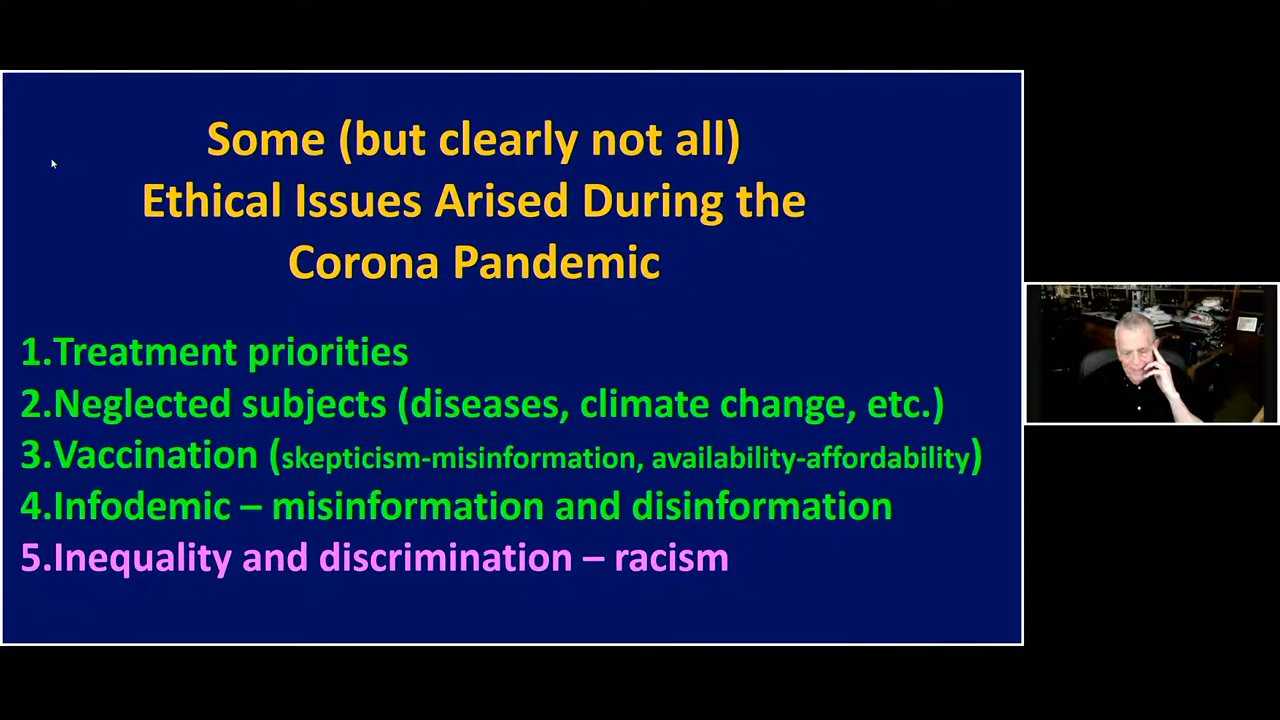 Some (but clearly not all)
Ethical Issues Arised During the
Corona Pandemic
1.Treatment priorities
2.Neglected subjects (diseases, climate change, etc.)
3.Vaccination (skepticism-misinformation, availability-affordability)
4.Infodemic – misinformation and disinformation
5.Inequality and discrimination – racism